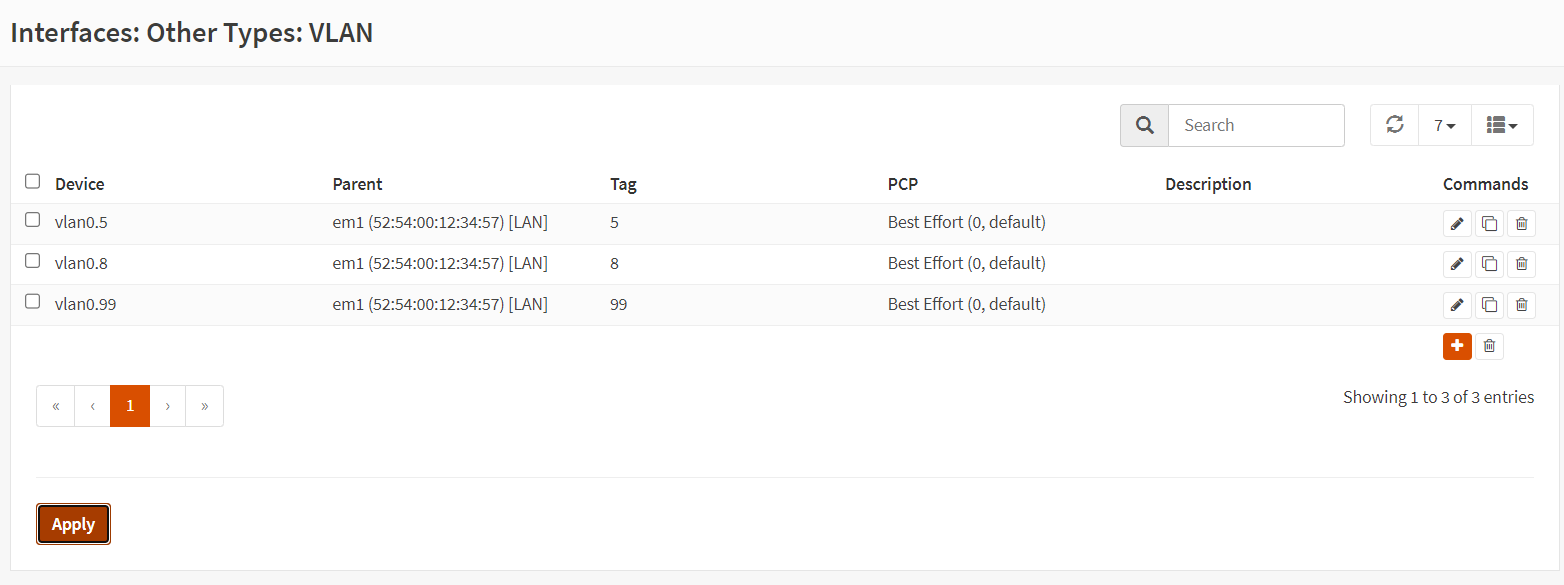 Interfaces: Other Types: VLAN
Search
7
Device Parent Tag PCP Description Commands
vlan0.5 em1 (52:54:00:12:34:57) [LAN] 5 Best Effort (0, default)
vlan0.8 em1 (52:54:00:12:34:57) [LAN] 8 Best Effort (0, default)
vlan0.99 em1 (52:54:00:12:34:57) [LAN] 99 Best Effort (0, default)
« ‹ 1 › »
Showing 1 to 3 of 3 entries
Apply